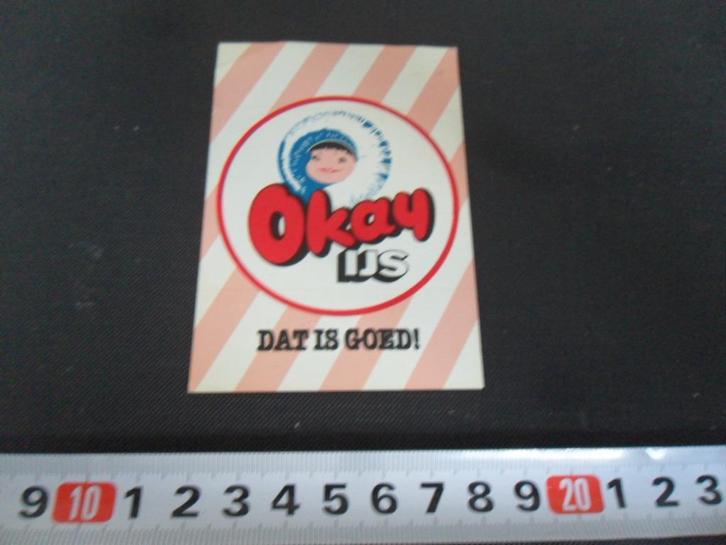 Okay
IJS
DAT IS GOED!
9 10 1 2 3 4 5 6 7 8 9 20 1 2 3